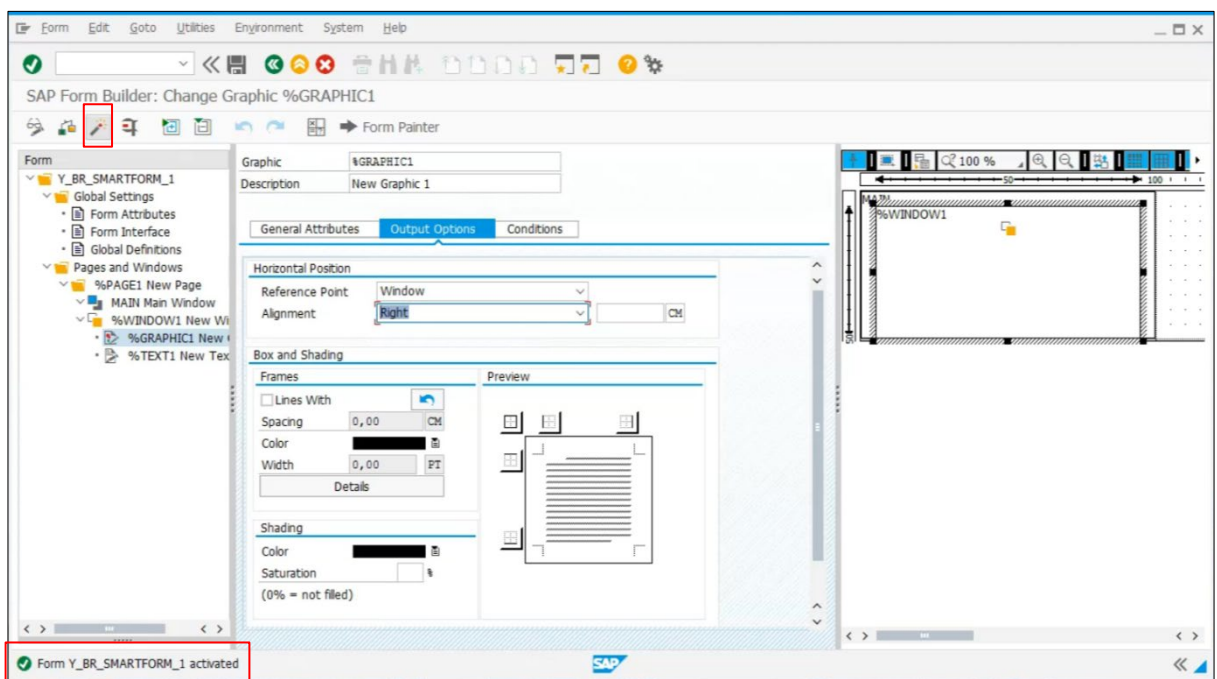 Form Edit Goto Utilities Environment System Help
SAP Form Builder: Change Graphic %GRAPHIC1
Form Painter
Form
Y_BR_SMARTFORM_1
Global Settings
Form Attributes
Form Interface
Global Definitions
Pages and Windows
%PAGE1 New Page
MAIN Main Window
%WINDOW1 New Wi
%GRAPHIC1 New
%TEXT1 New Tex
Graphic %GRAPHIC1
Description New Graphic 1
General Attributes Output Options Conditions
Horizontal Position
Reference Point Window
Alignment Right CM
Box and Shading
Frames Preview
Lines With
Spacing 0,00 CM
Color
Width 0,00 PT
Details
Shading
Color
Saturation %
(0% = not filled)
100 %
50 100
MAIN
%WINDOW1
50
Form Y_BR_SMARTFORM_1 activated
SAP